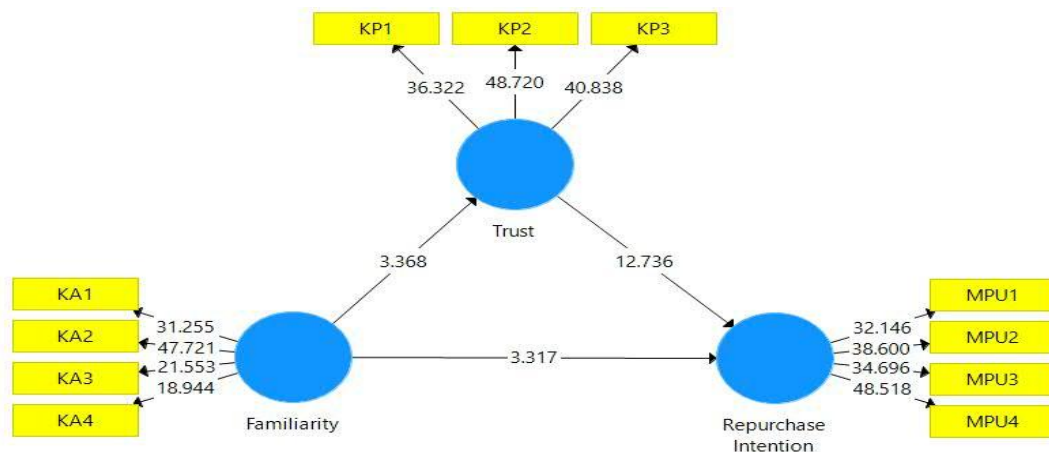 KP1
KP2
KP3
36.322
48.720
40.838
Trust
3.368
12.736
KA1
KA2
KA3
KA4
31.255
47.721
21.553
18.944
Familiarity
3.317
MPU1
MPU2
MPU3
MPU4
32.146
38.600
34.696
48.518
Repurchase
Intention